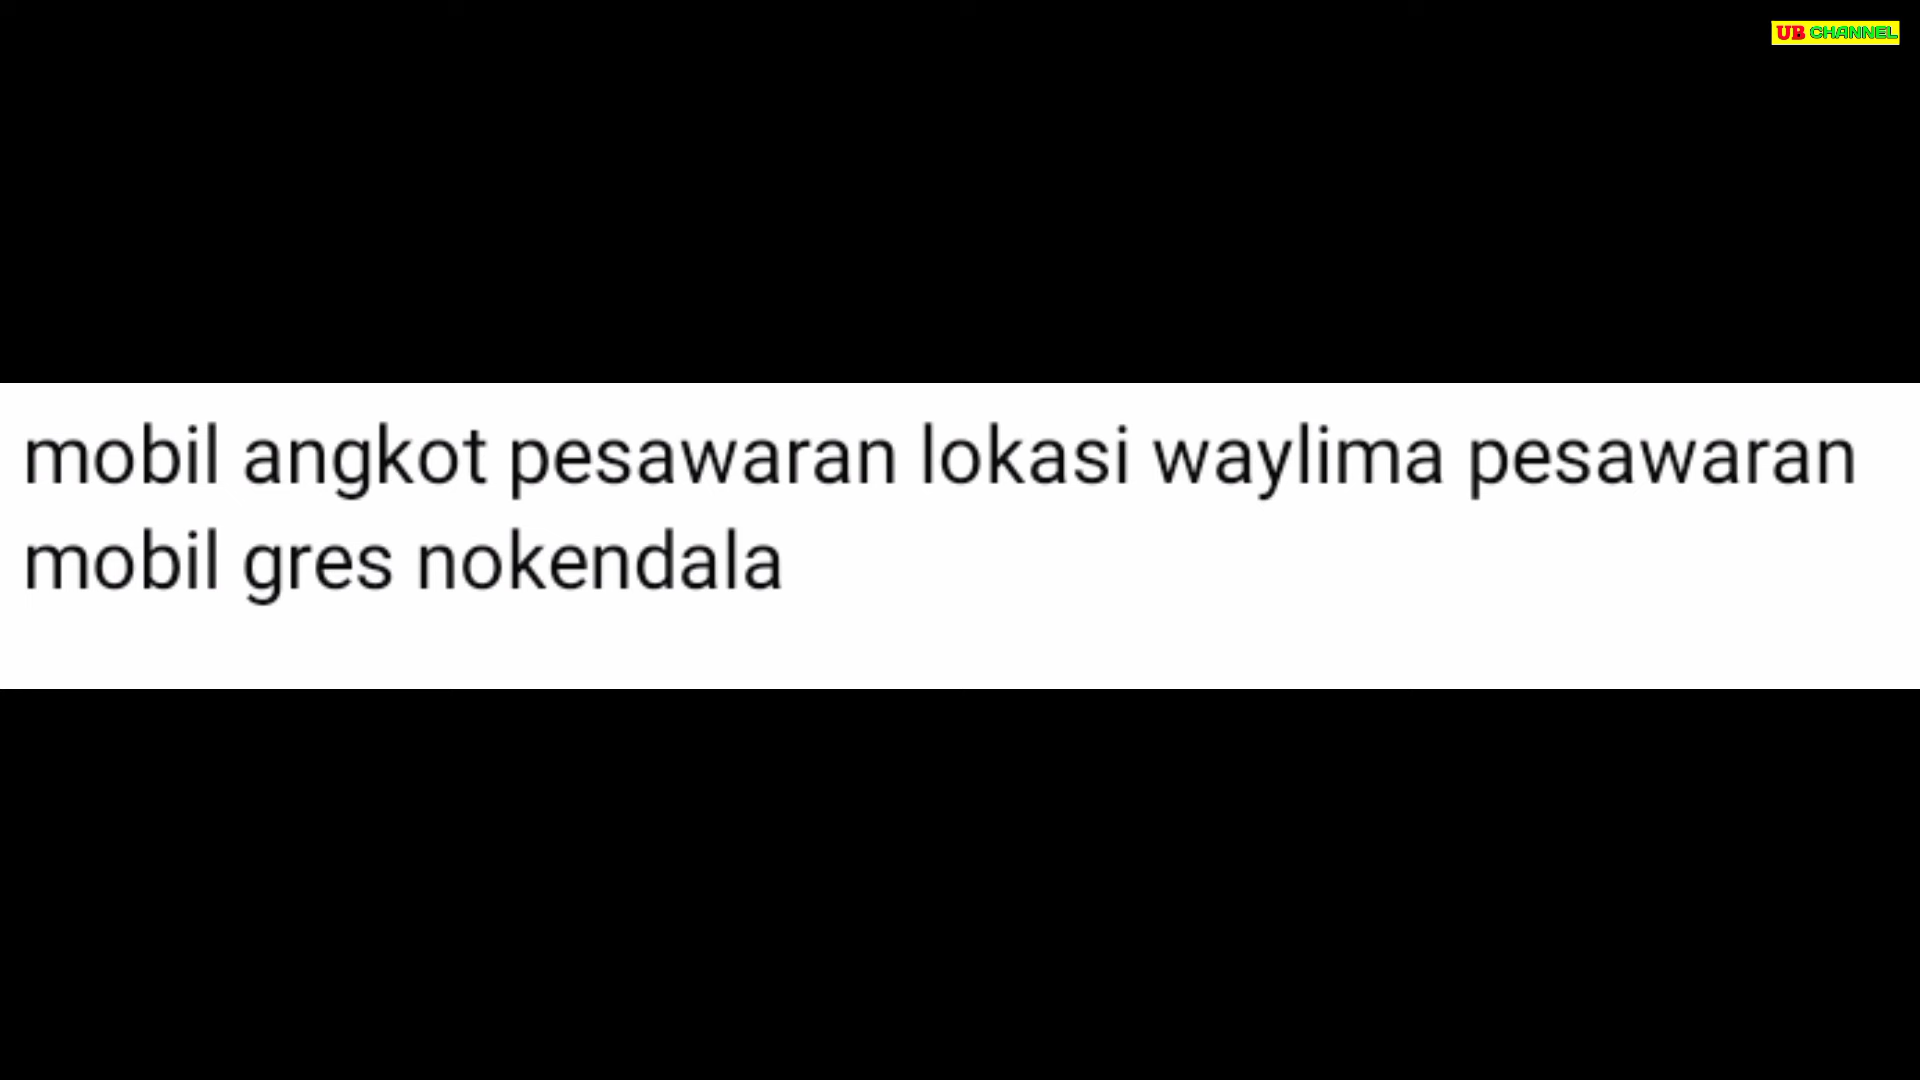 UB CHANNEL
mobil angkot pesawaran lokasi waylima pesawaran
mobil gres nokendala